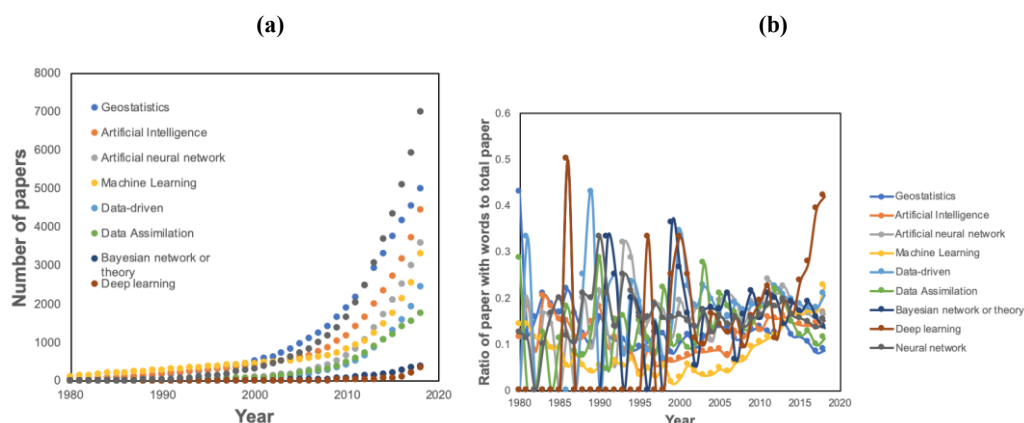 (a)
(b)
8000
7000
6000
5000
4000
3000
2000
1000
0
Number of papers
1980
1990
2000
2010
2020
Year
Geostatistics
Artificial Intelligence
Artificial neural network
Machine Learning
Data-driven
Data Assimilation
Bayesian network or
theory
Deep learning
0.6
0.5
0.4
0.3
0.2
0.1
0
Ratio of paper with words to total paper
1980
1985
1990
1995
2000
2005
2010
2015
2020
Year
Geostatistics
Artificial Intelligence
Artificial neural network
Machine Learning
Data-driven
Data Assimilation
Bayesian network or theory
Deep learning
Neural network